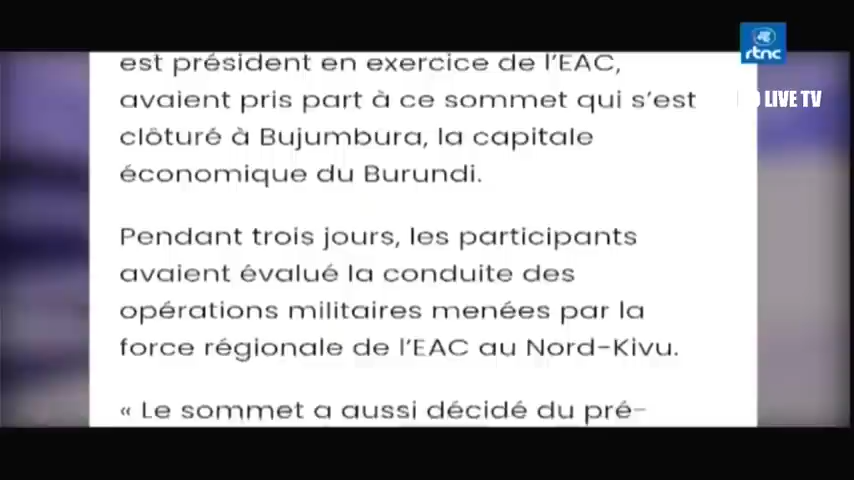 rtnc
LIVE TV
est président en exercice de l'EAC,
avaient pris part à ce sommet qui s'est
clôturé à Bujumbura, la capitale
économique du Burundi.
Pendant trois jours, les participants
avaient évalué la conduite des
opérations militaires menées par la
force régionale de l'EAC au Nord-Kivu.
« Le sommet a aussi décidé du pré-